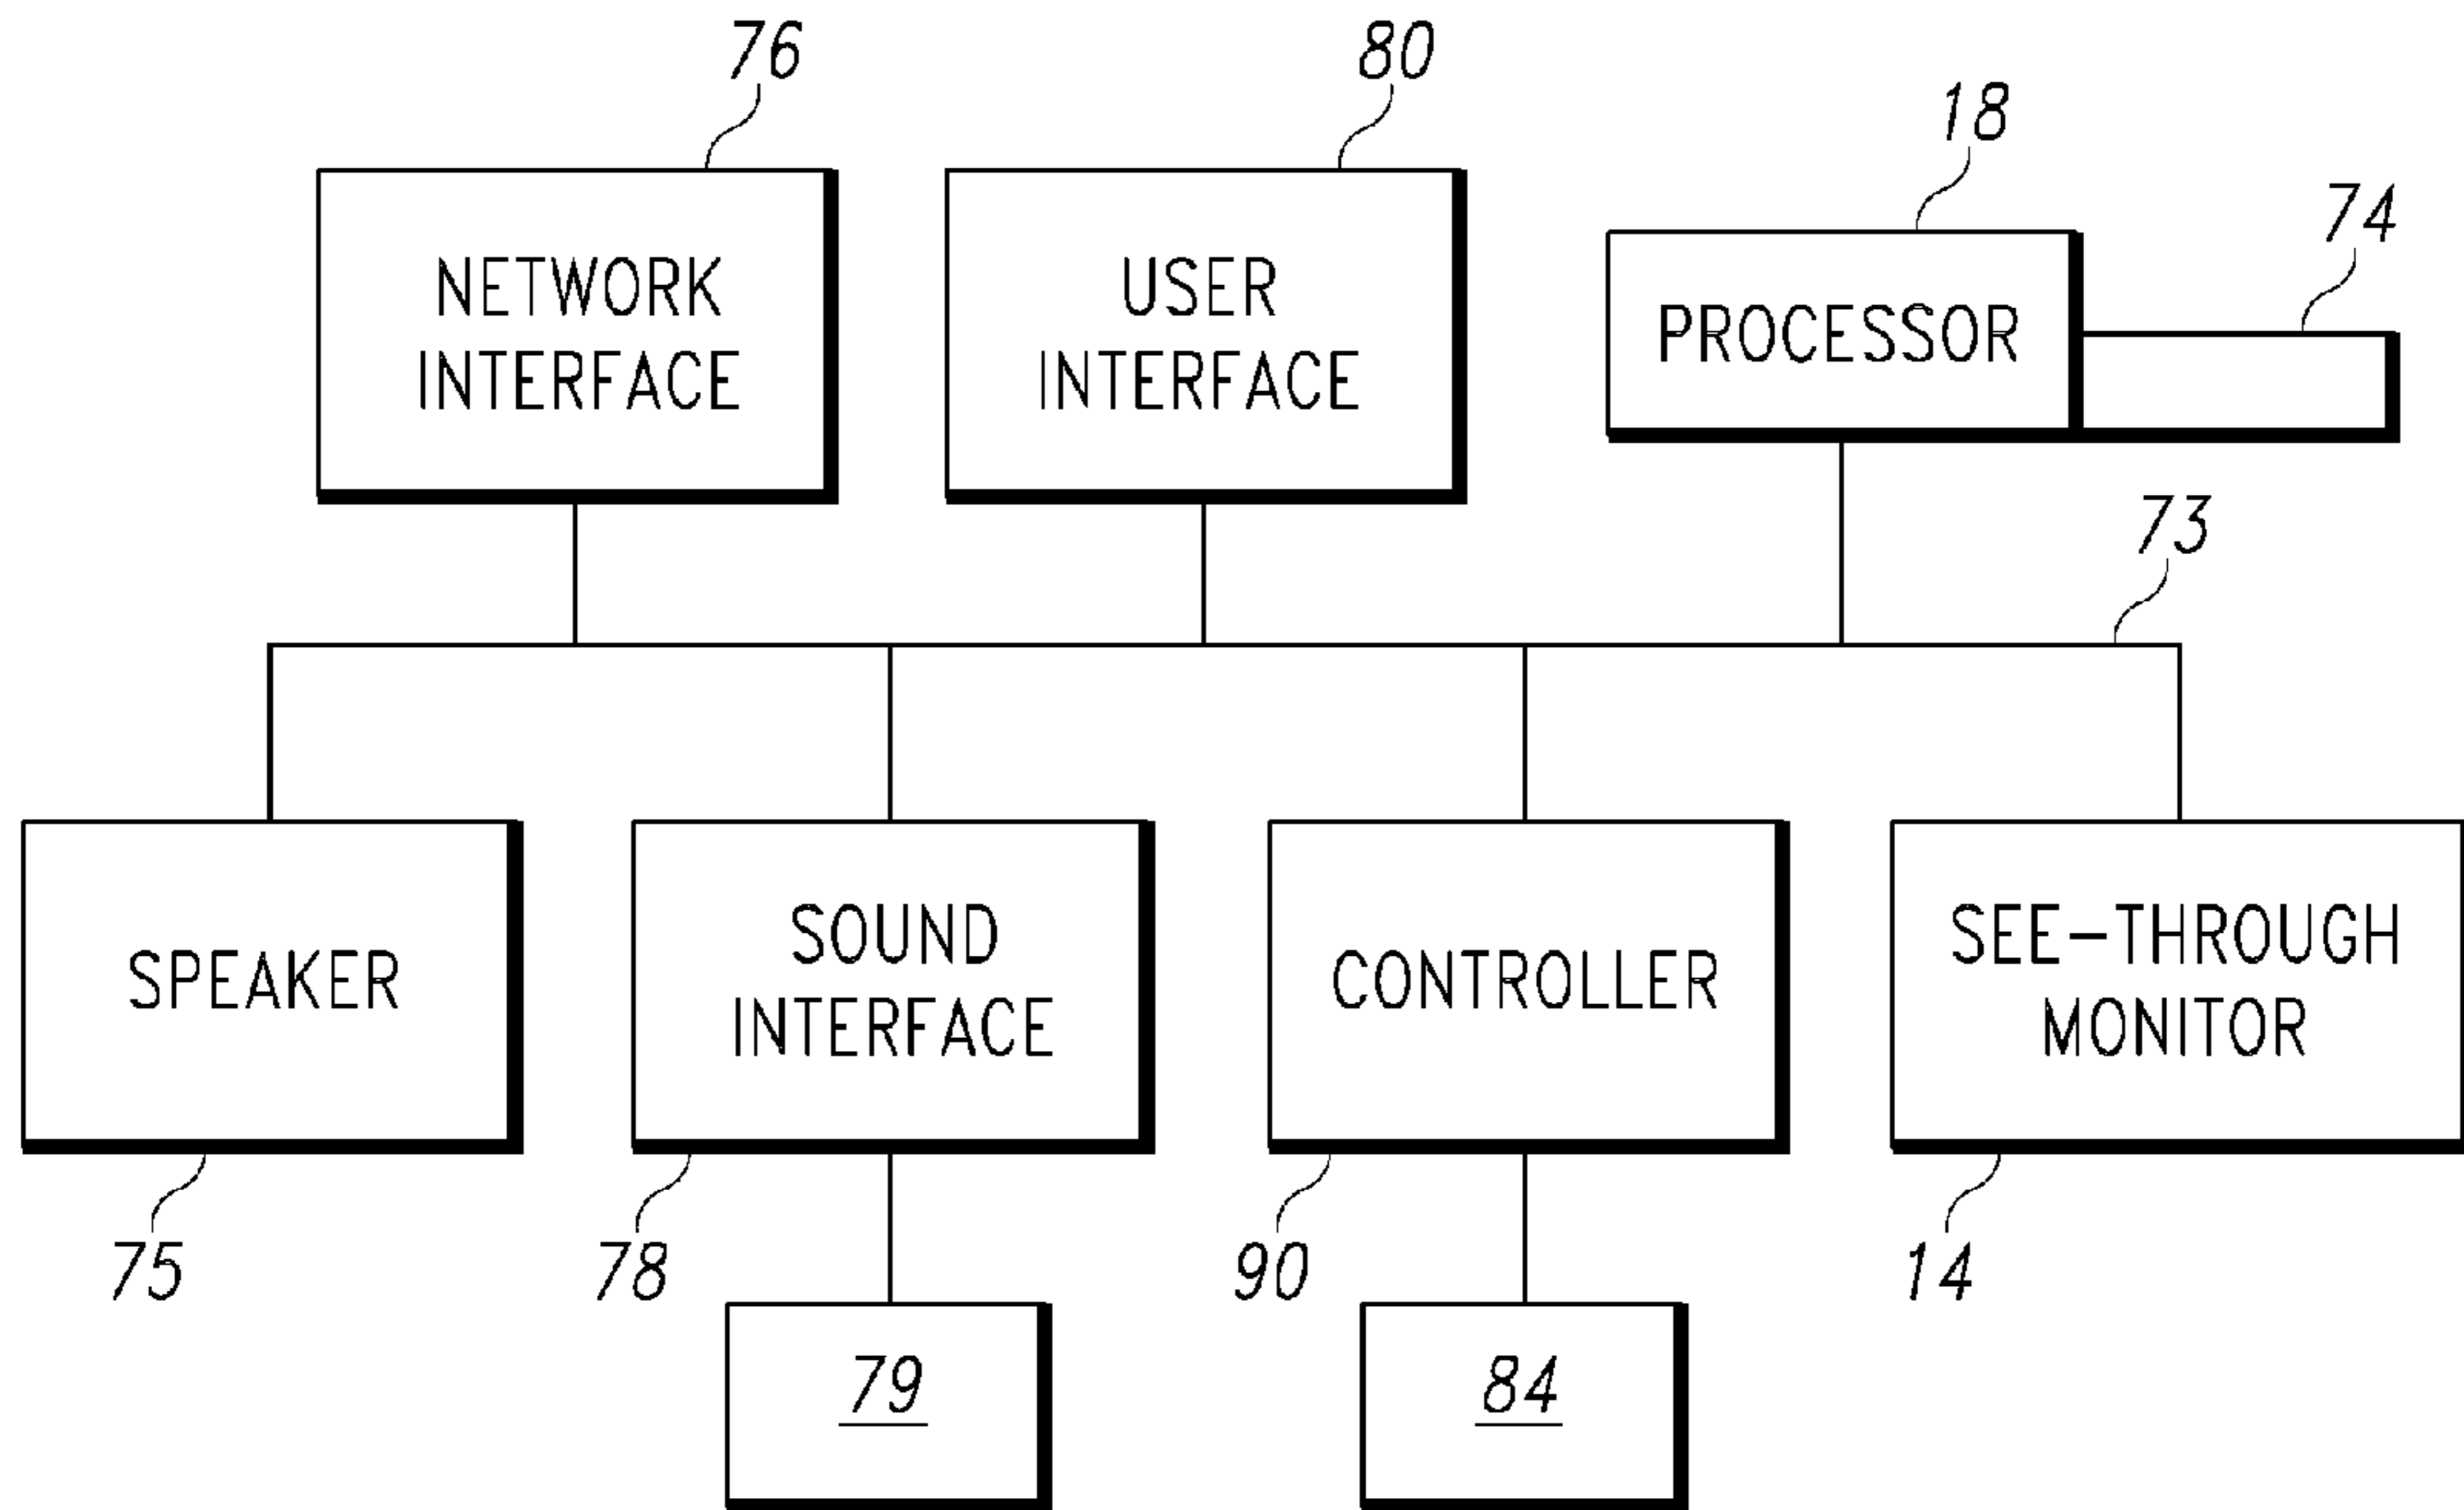 76
80
18
74
NETWORK
INTERFACE
USER
INTERFACE
PROCESSOR
73
SPEAKER
SOUND
INTERFACE
CONTROLLER
SEE-THROUGH
MONITOR
75
78
90
14
79
84